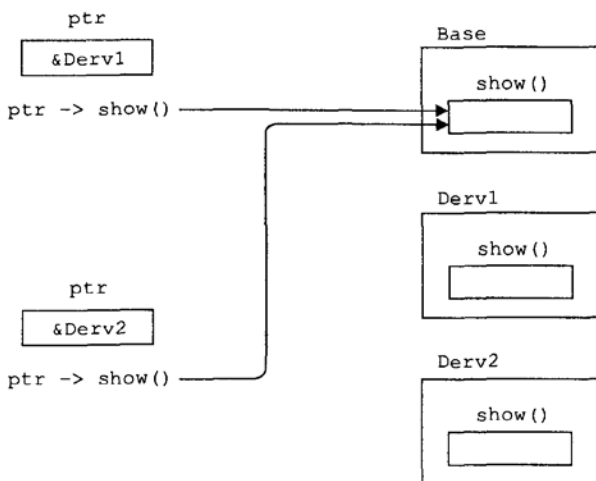 ptr
&Derv1
ptr -> show()
Base
show()
Derv1
show()
ptr
&Derv2
ptr -> show()
Derv2
show()